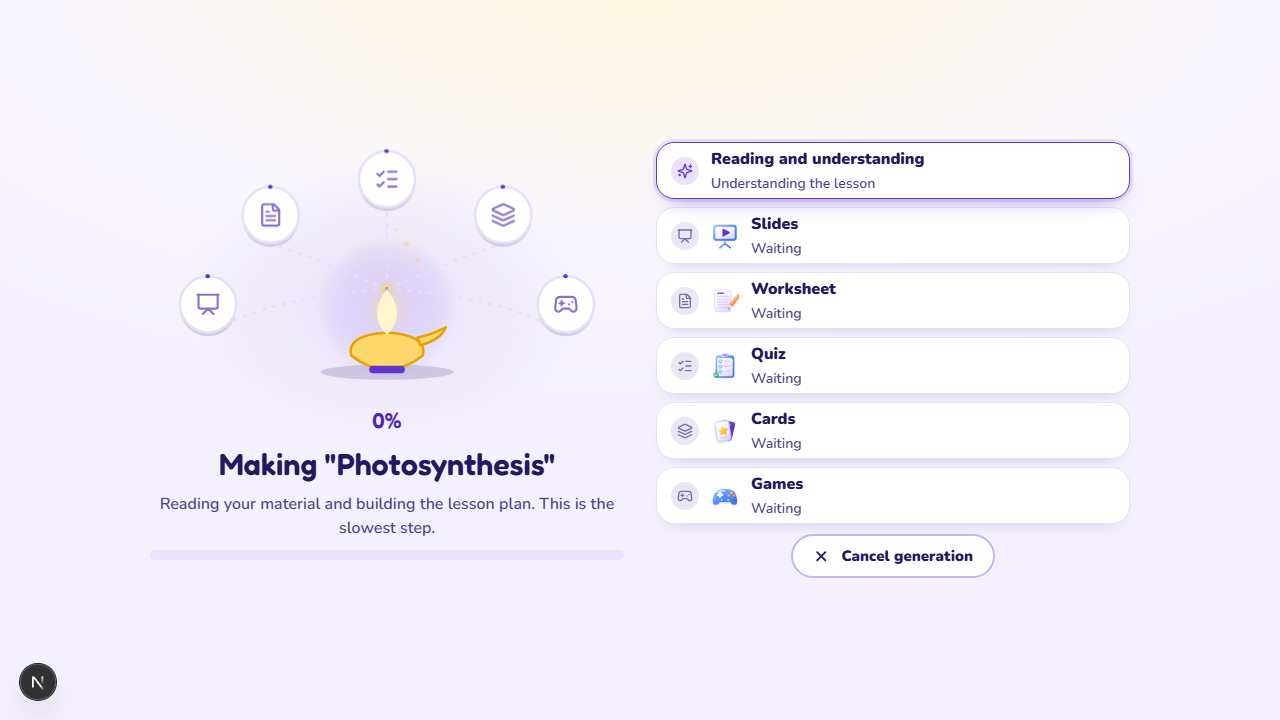 0%
Making "Photosynthesis"
Reading your material and building the lesson plan. This is the
slowest step.
Reading and understanding
Understanding the lesson
Slides
Waiting
Worksheet
Waiting
Quiz
Waiting
Cards
Waiting
Games
Waiting
Cancel generation
N